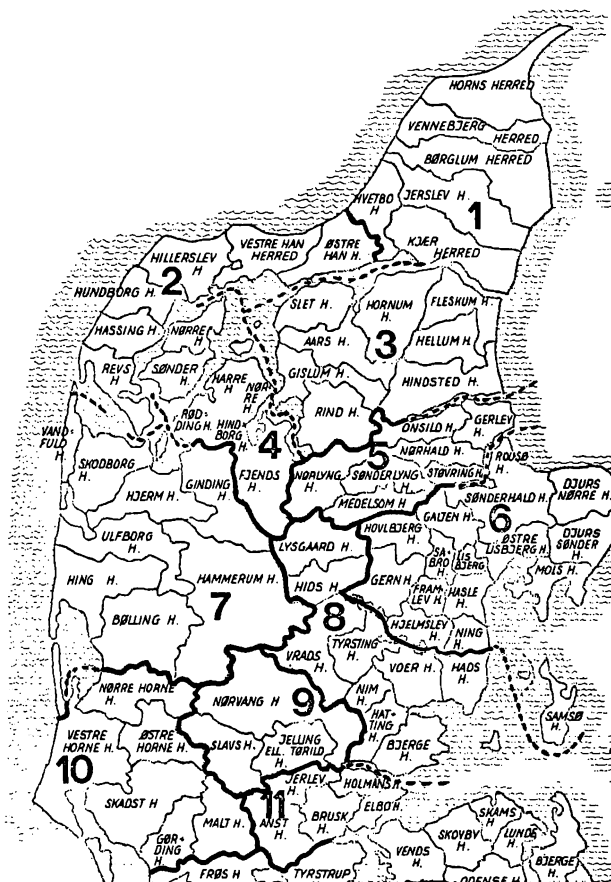 HORNS HERRED
VENNEBJERG
HERRED
BØRGLUM HERRED
HVETBO
H
JERSLEV H.
1
KJÆR
HERRED
VESTRE HAN
HERRED
ØSTRE
HAN H.
HILLERSLEV
H
2
HUNDBORG H.
HASSING H.
NØRRE
H.
SLET H.
HORNUM
H.
FLESKUM H.
3
AARS H.
HELLUM H
REVS
H
SØNDER
H
HARRE
H
NØR
RE
H
GISLUM H.
HINDSTED H.
RØD-
DING H.
HIND-
BORG
H
RIND H.
4
VAND-
FULD
H
ONSILD H.
GERLEV
H.
5
NØRHALD H.
ROUSØ
H.
SKODBORG
H.
HJERM H.
GINDING
H
FJENDS
H
NØRLYNG
H.
SØNDERLYNG
H.
STØVRING H.
MEDELSOM H.
SØNDERHALD H.
DJURS
NØRRE H.
HOVLBJERG
H.
GALTEN H.
6
ULFBORG
H.
LYSGAARD H.
ØSTRE
LISBJERG H.
DJURS
SØNDER
H.
SA-
BRO
H.
LIS
BJERG
MOLS H.
HING H.
HAMMERUM H.
GERN H.
HIDS H.
FRAM-
LEV H.
HASLE
H.
7
8
BØLLING
H.
HJELMSLEV
H.
NING
H.
TYRSTING
H.
VRADS
H.
VOER H.
HADS
H.
NØRRE HORNE
H.
NØRVANG H
9
NIM
H
HAT-
TING
H
SAMSØ
H.
VESTRE
HORNE H.
ØSTRE
HORNE H.
SLAVS H.
JELLING
ELL. TØRILD
H.
BJERGE
H.
10
JERLEV
H.
HOLMANS H.
ELBO H.
SKADST H
11
ANST
H.
BRUSK
H.
MALT H.
GØR-
DING
H
SKAMS
H
SKOVBY
H
LUNDS
H
VENDS
H.
BJERGE
H.
FRØS H
TYRSTRUP
ODENSE H